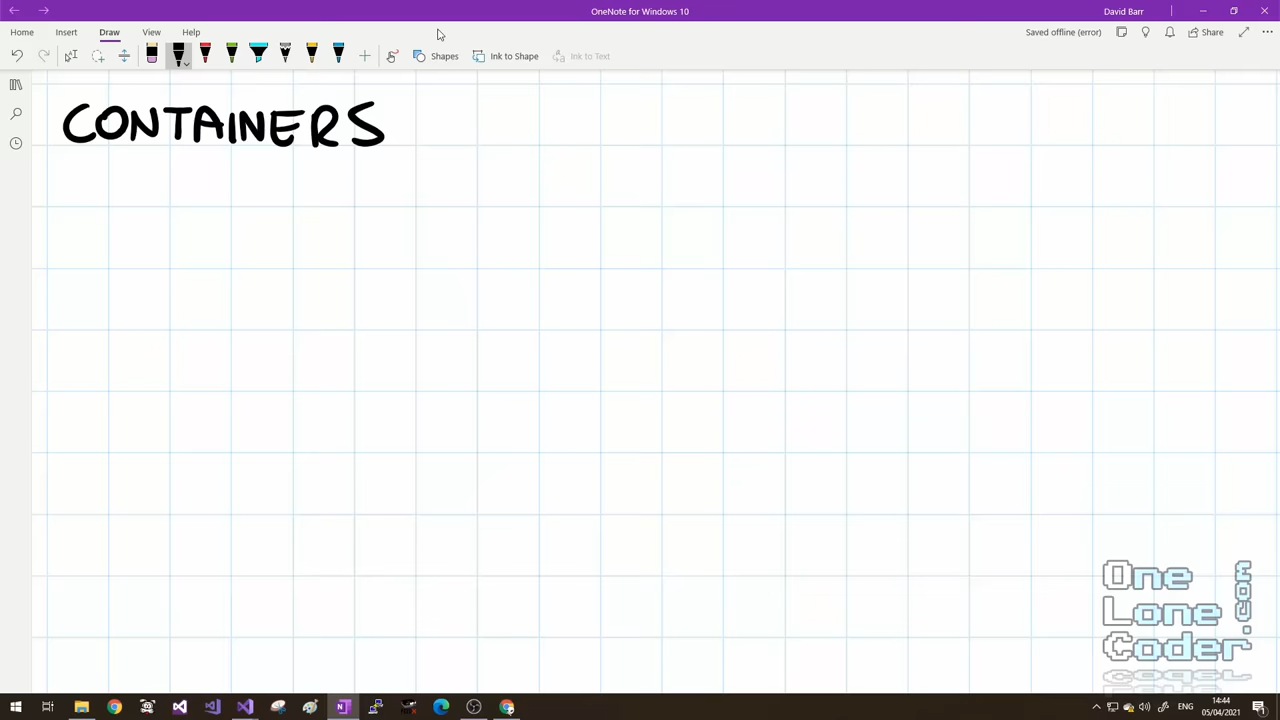 OneNote for Windows 10
David Barr
Home Insert Draw View Help
Saved offline (error)
Share
Shapes
Ink to Shape
Ink to Text
CONTAINERS
One
Lone
Coder
.com
ENG
14:44
05/04/2021